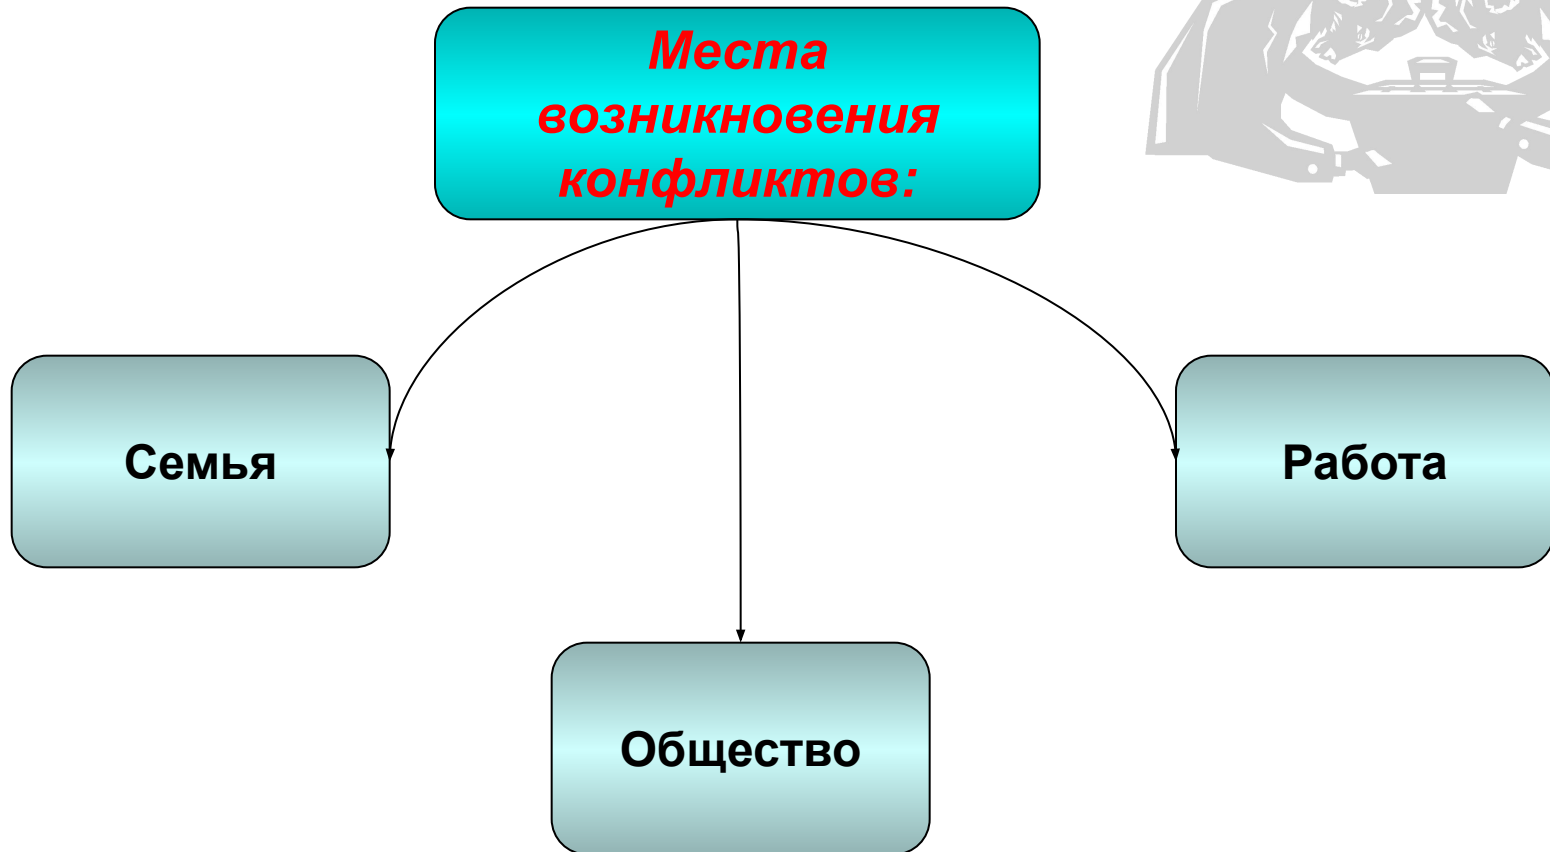 Места
возникновения
конфликтов:
Семья
Работа
Общество